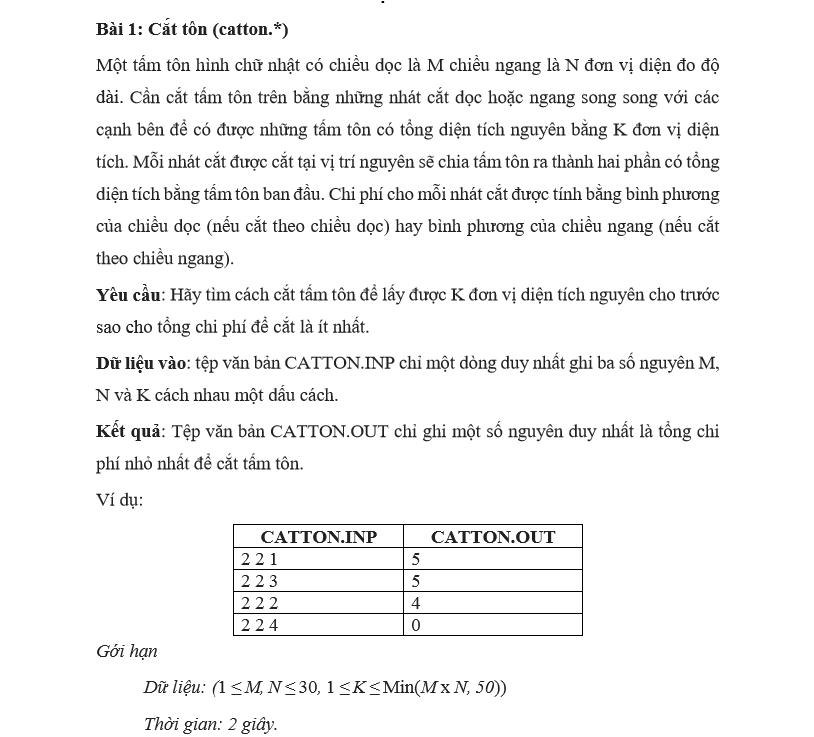 Bài 1: Cắt tôn (catton.*)
Một tấm tôn hình chữ nhật có chiều dọc là M chiều ngang là N đơn vị diện đo độ
dài. Cần cắt tấm tôn trên bằng những nhát cắt dọc hoặc ngang song song với các
cạnh bên để có được những tấm tôn có tổng diện tích nguyên bằng K đơn vị diện
tích. Mỗi nhát cắt được cắt tại vị trí nguyên sẽ chia tấm tôn ra thành hai phần có tổng
diện tích bằng tấm tôn ban đầu. Chi phí cho mỗi nhát cắt được tính bằng bình phương
của chiều dọc (nếu cắt theo chiều dọc) hay bình phương của chiều ngang (nếu cắt
theo chiều ngang).
Yêu cầu: Hãy tìm cách cắt tấm tôn để lấy được K đơn vị diện tích nguyên cho trước
sao cho tổng chi phí để cắt là ít nhất.
Dữ liệu vào: tệp văn bản CATTON.INP chỉ một dòng duy nhất ghi ba số nguyên M,
N và K cách nhau một dấu cách.
Kết quả: Tệp văn bản CATTON.OUT chỉ ghi một số nguyên duy nhất là tổng chi
phí nhỏ nhất để cắt tấm tôn.
Ví dụ:
CATTON.INP CATTON.OUT
2 2 1 5
2 2 3 5
2 2 2 4
2 2 4 0
Gới hạn
Dữ liệu: (1 ≤ M, N ≤ 30, 1 ≤ K ≤ Min(M x N, 50))
Thời gian: 2 giây.